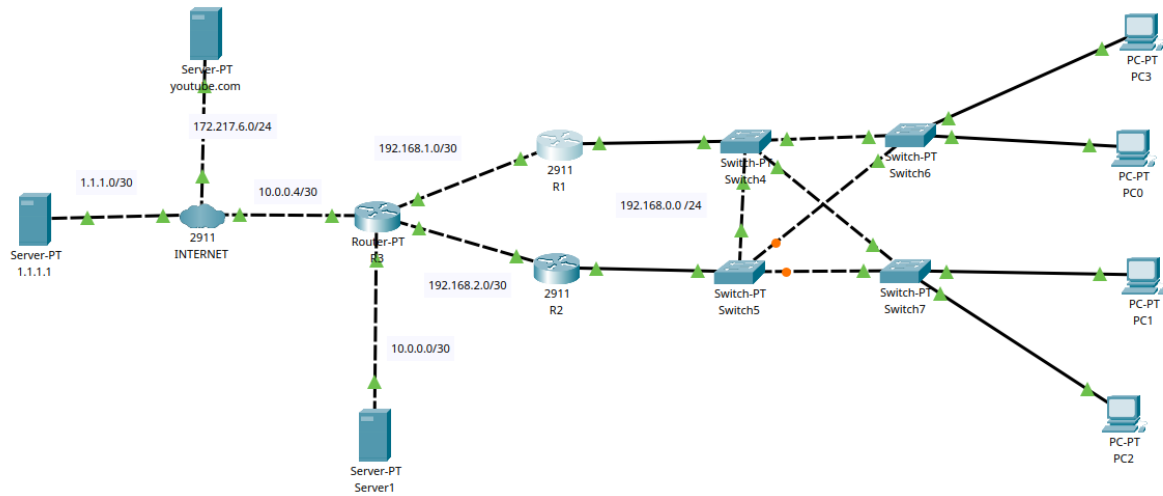 Server-PT
youtube.com
172.217.6.0/24
1.1.1.0/30
Server-PT
1.1.1.1
10.0.0.4/30
2911
INTERNET
192.168.1.0/30
Router-PT
R3
192.168.2.0/30
10.0.0.0/30
Server-PT
Server1
2911
R1
2911
R2
192.168.0.0 /24
Switch-PT
Switch4
Switch-PT
Switch5
Switch-PT
Switch6
Switch-PT
Switch7
PC-PT
PC3
PC-PT
PC0
PC-PT
PC1
PC-PT
PC2